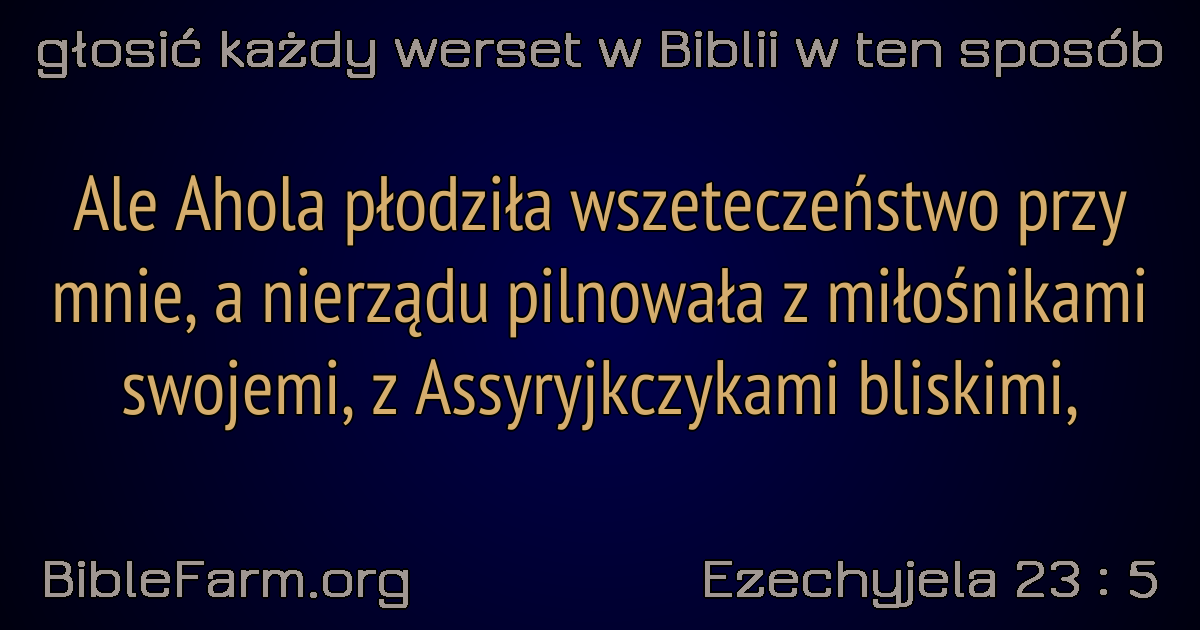 głosić każdy werset w Biblii w ten sposób
Ale Ahola płodziła wszeteczeństwo przy
mnie, a nierządu pilnowała z miłośnikami
swojemi, z Assyryjkczykami bliskimi,
BibleFarm.org
Ezechyjela 23 : 5